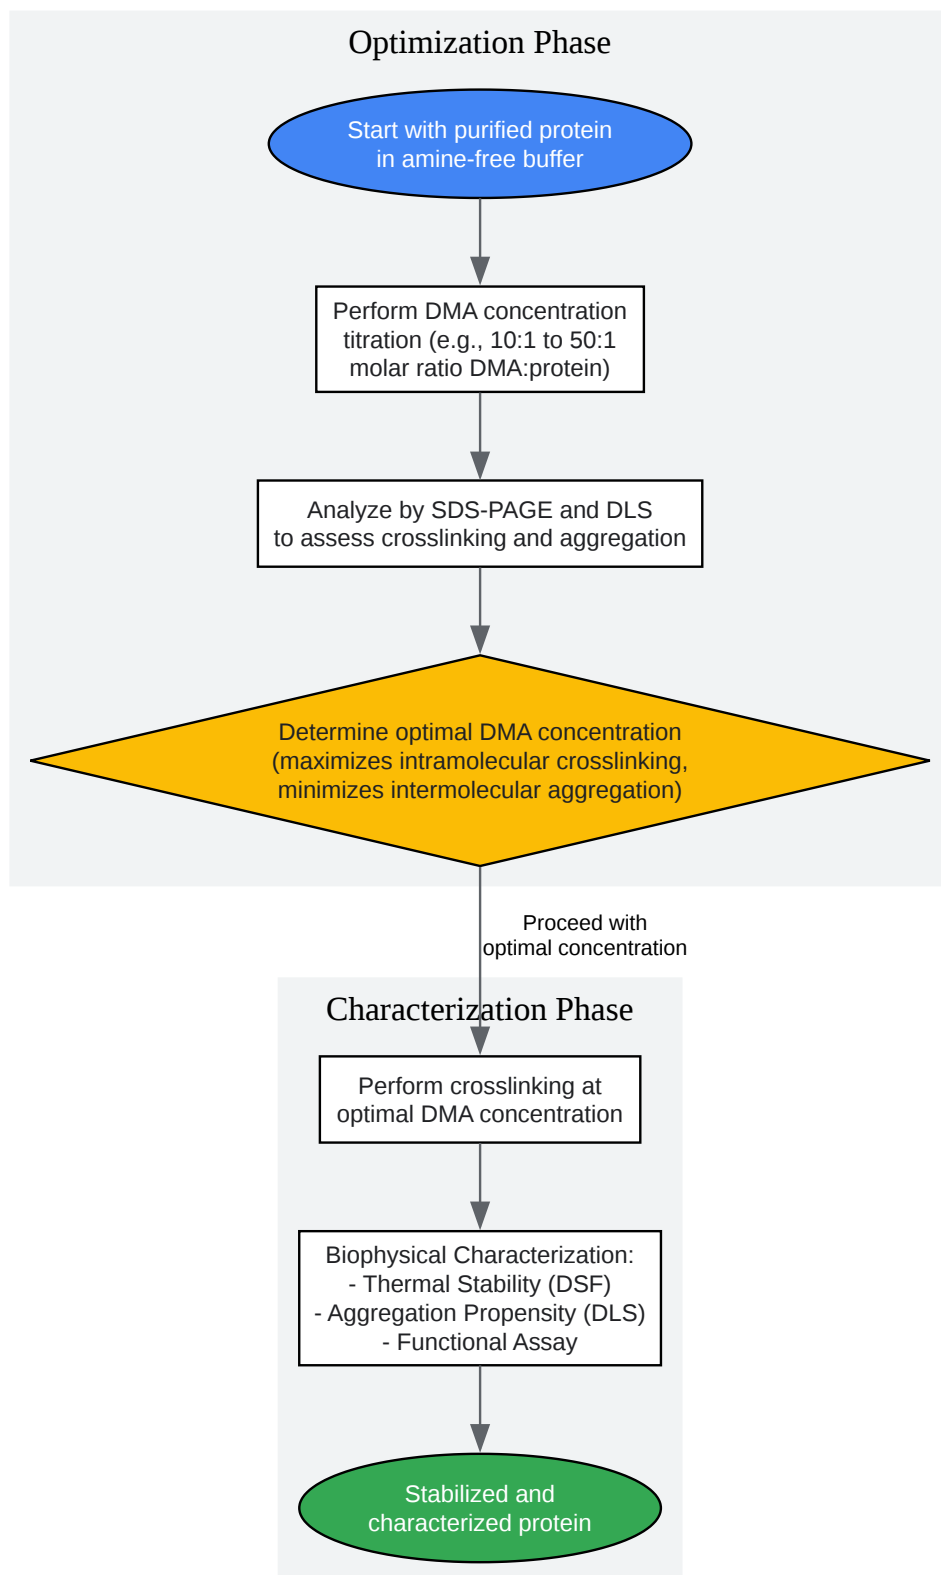 Optimization Phase
Start with purified protein
in amine-free buffer
Perform DMA concentration
titration (e.g., 10:1 to 50:1
molar ratio DMA:protein)
Analyze by SDS-PAGE and DLS
to assess crosslinking and aggregation
Determine optimal DMA concentration
(maximizes intramolecular crosslinking,
minimizes intermolecular aggregation)
Proceed with
optimal concentration
Characterization Phase
Perform crosslinking at
optimal DMA concentration
Biophysical Characterization:
- Thermal Stability (DSF)
- Aggregation Propensity (DLS)
- Functional Assay
Stabilized and
characterized protein